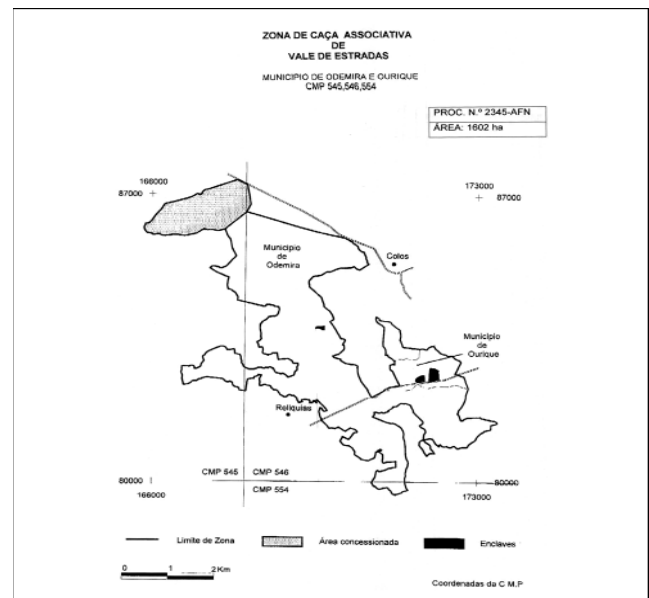 ZONA DE CAÇA ASSOCIATIVA
DE
VALE DE ESTRADAS
MUNICIPIO DE ODEMIRA E OURIQUE
CMP 545,546,554
PROC. N.º 2345-AFN
ÁREA: 1602 ha
166000
87000
173000
87000
Municipio
de
Odemira
Colos
Municipio
de
Ourique
Reliquias
CMP 545
CMP 546
CMP 554
80000
166000
80000
173000
Limite de Zona
Área concessionada
Enclaves
0 1 2 Km
Coordenadas da C M.P